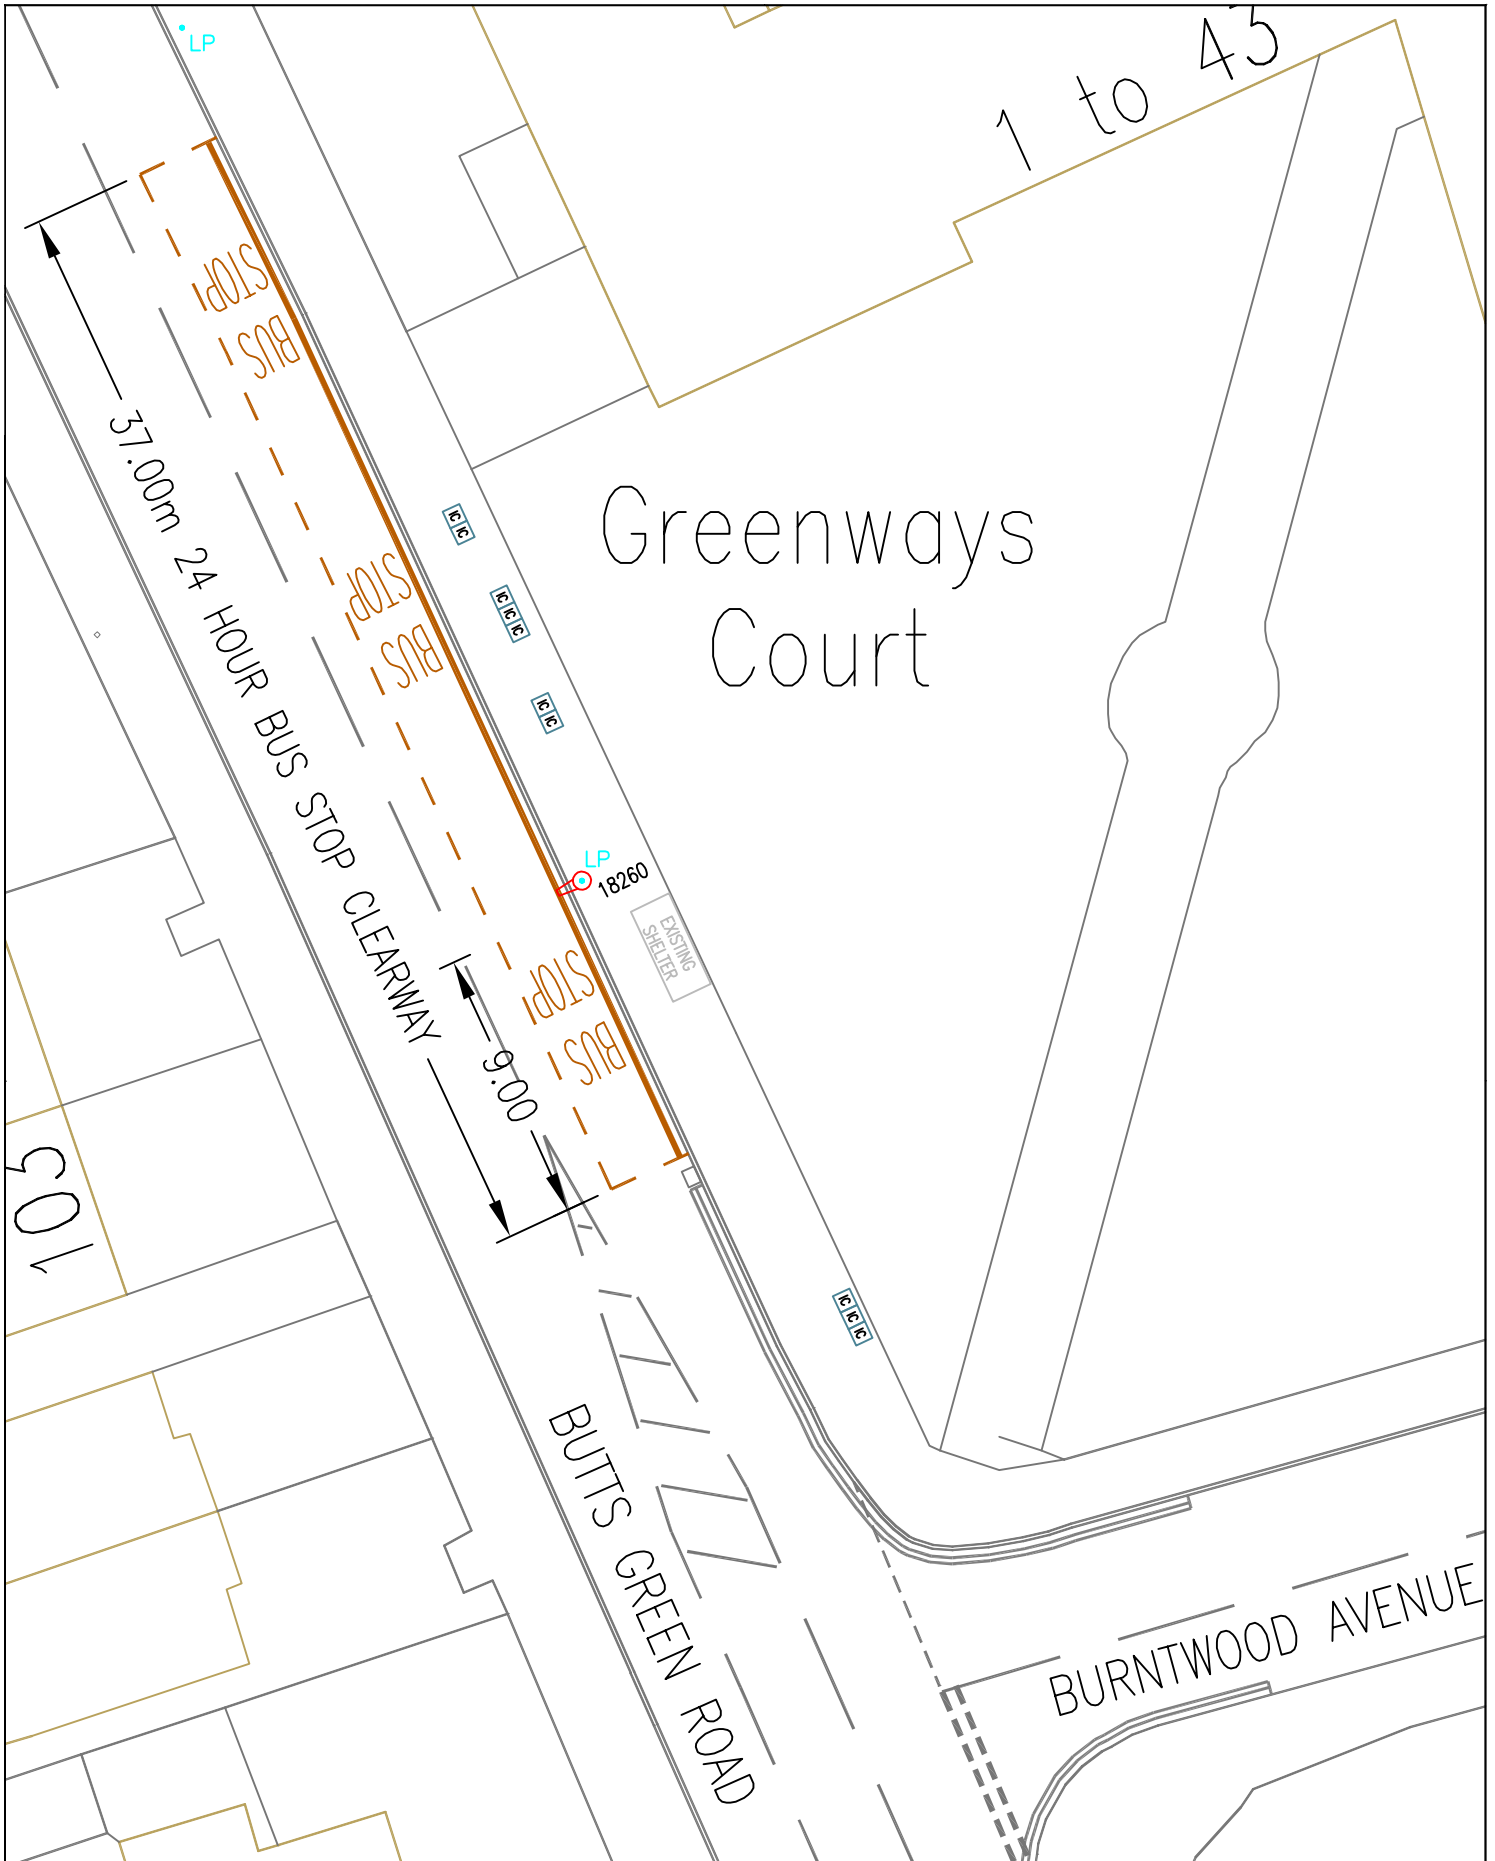 LP
1 to 43
STOP
BUS
37.00m 24 HOUR BUS STOP CLEARWAY
IC IC
Greenways
Court
STOP
BUS
IC IC IC
IC IC
LP
18260
EXISTING
SHELTER
STOP
BUS
9.00
103
IC IC IC
BUTTS GREEN ROAD
BURNTWOOD AVENUE